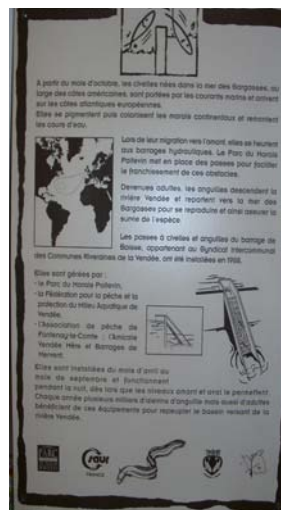 A partir du mois d'octobre, les civelles nées dans la mer des Sargasses, au
large des côtes américaines, sont portées par les courants marins et arrivent
sur les côtes atlantiques européennes.
Elles se pigmentent puis colonisent les marais continentaux et remontent
les cours d'eau.
Lors de leur migration vers l'amont, elles se heurtent
aux barrages hydrauliques. Le Parc du Marais
Poitevin met en place des passes pour faciliter
le franchissement de ces obstacles.
Devenues adultes, les anguilles descendent la
rivière Vendée et repartent vers la mer des
Sargasses pour se reproduire et ainsi assurer la
survie de l'espèce.
Les passes à civelles et anguilles du barrage de
Boisse, appartenant au Syndicat Intercommunal
des Communes Riveraines de la Vendée, ont été installées en 1988.
Elles sont gérées par :
- le Parc du Marais Poitevin,
- la Fédération pour la pêche et la
protection du Milieu Aquatique de
Vendée,
- l'Association de pêche de
Fontenay-le-Comte : l'Amicale
Vendée Mère et Barrages de
Mervent.
Elles sont installées du mois d'avril au
mois de septembre et fonctionnent
pendant la nuit, dès lors que les niveaux amont et aval le permettent.
Chaque année plusieurs milliers d'alevins d'anguille mais aussi d'adultes
bénéficient de ces équipements pour repeupler le bassin versant de la
rivière Vendée.
PARC
saur
FRANCE